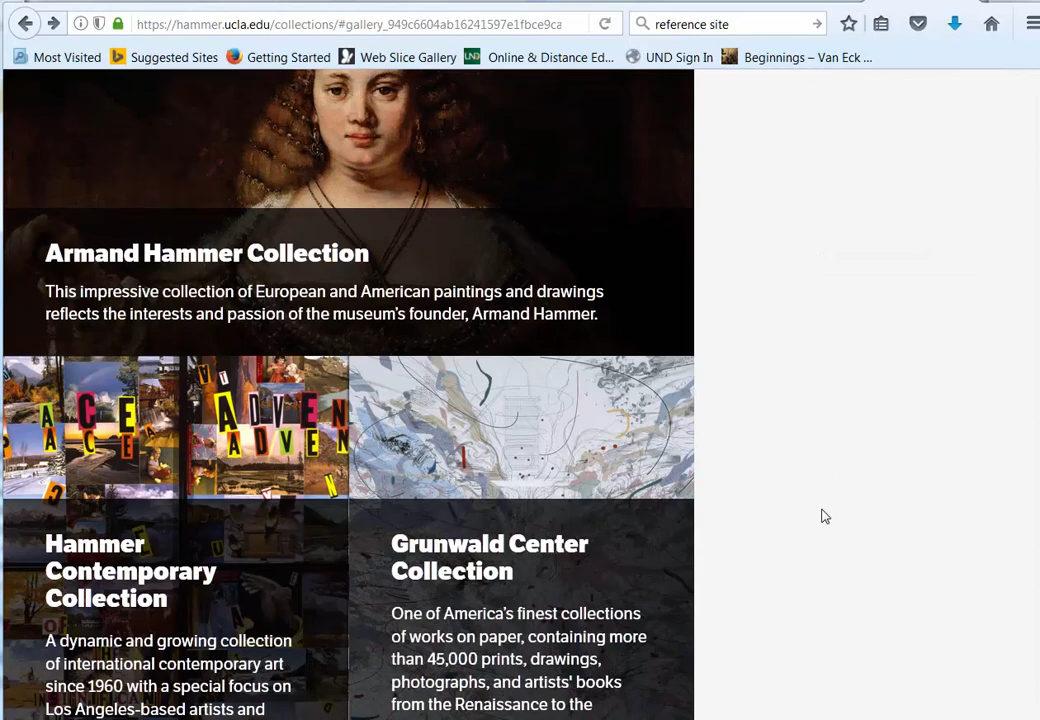 https://hammer.ucla.edu/collections/#gallery_949c6604ab16241597e1fbce9ca
reference site
Most Visited Suggested Sites Getting Started Web Slice Gallery Online & Distance Ed... UND Sign In Beginnings – Van Eck ...
Armand Hammer Collection
This impressive collection of European and American paintings and drawings
reflects the interests and passion of the museum's founder, Armand Hammer.
A C E
A C E
ADVEN
ADVEN
Hammer
Contemporary
Collection
A dynamic and growing collection
of international contemporary art
since 1960 with a special focus on
Los Angeles-based artists and
Grunwald Center
Collection
One of America's finest collections
of works on paper, containing more
than 45,000 prints, drawings,
photographs, and artists' books
from the Renaissance to the